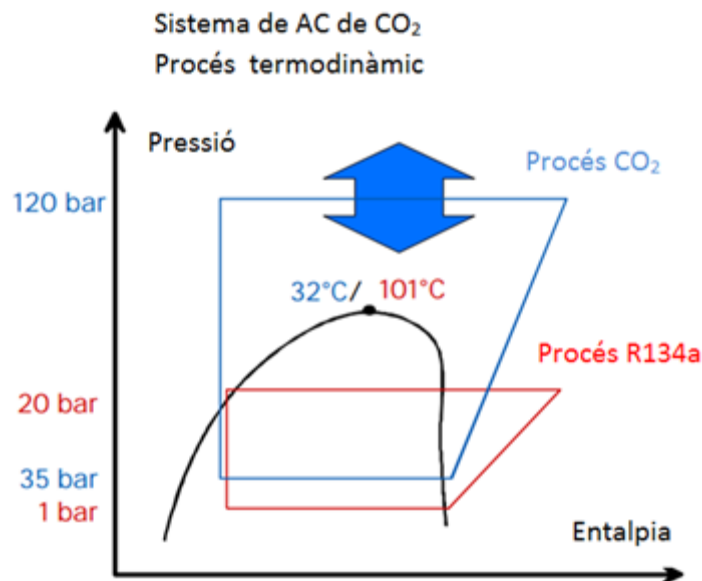 Sistema de AC de CO₂
Procés termodinàmic
Pressió
Procés CO₂
120 bar
32°C/ 101°C
Procés R134a
20 bar
35 bar
1 bar
Entalpia